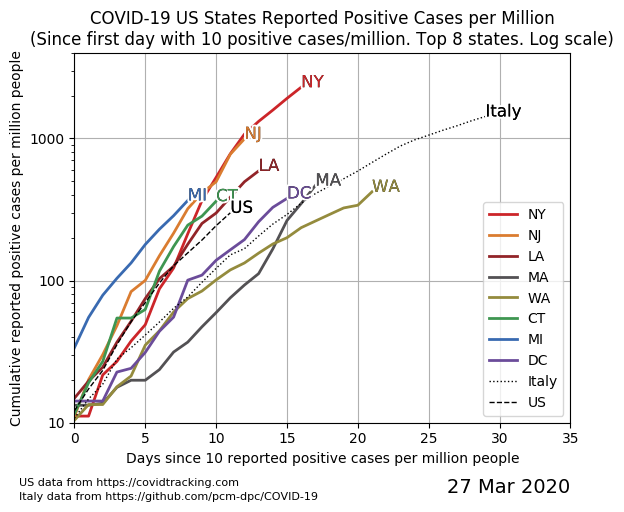 COVID-19 US States Reported Positive Cases per Million
(Since first day with 10 positive cases/million. Top 8 states. Log scale)
Cumulative reported positive cases per million people
1000
100
10
NY
NJ
Italy
LA
MI
CT
US
DC
MA
WA
NY
NJ
LA
MA
WA
CT
MI
DC
Italy
US
0 5 10 15 20 25 30 35
Days since 10 reported positive cases per million people
US data from https://covidtracking.com
Italy data from https://github.com/pcm-dpc/COVID-19
27 Mar 2020